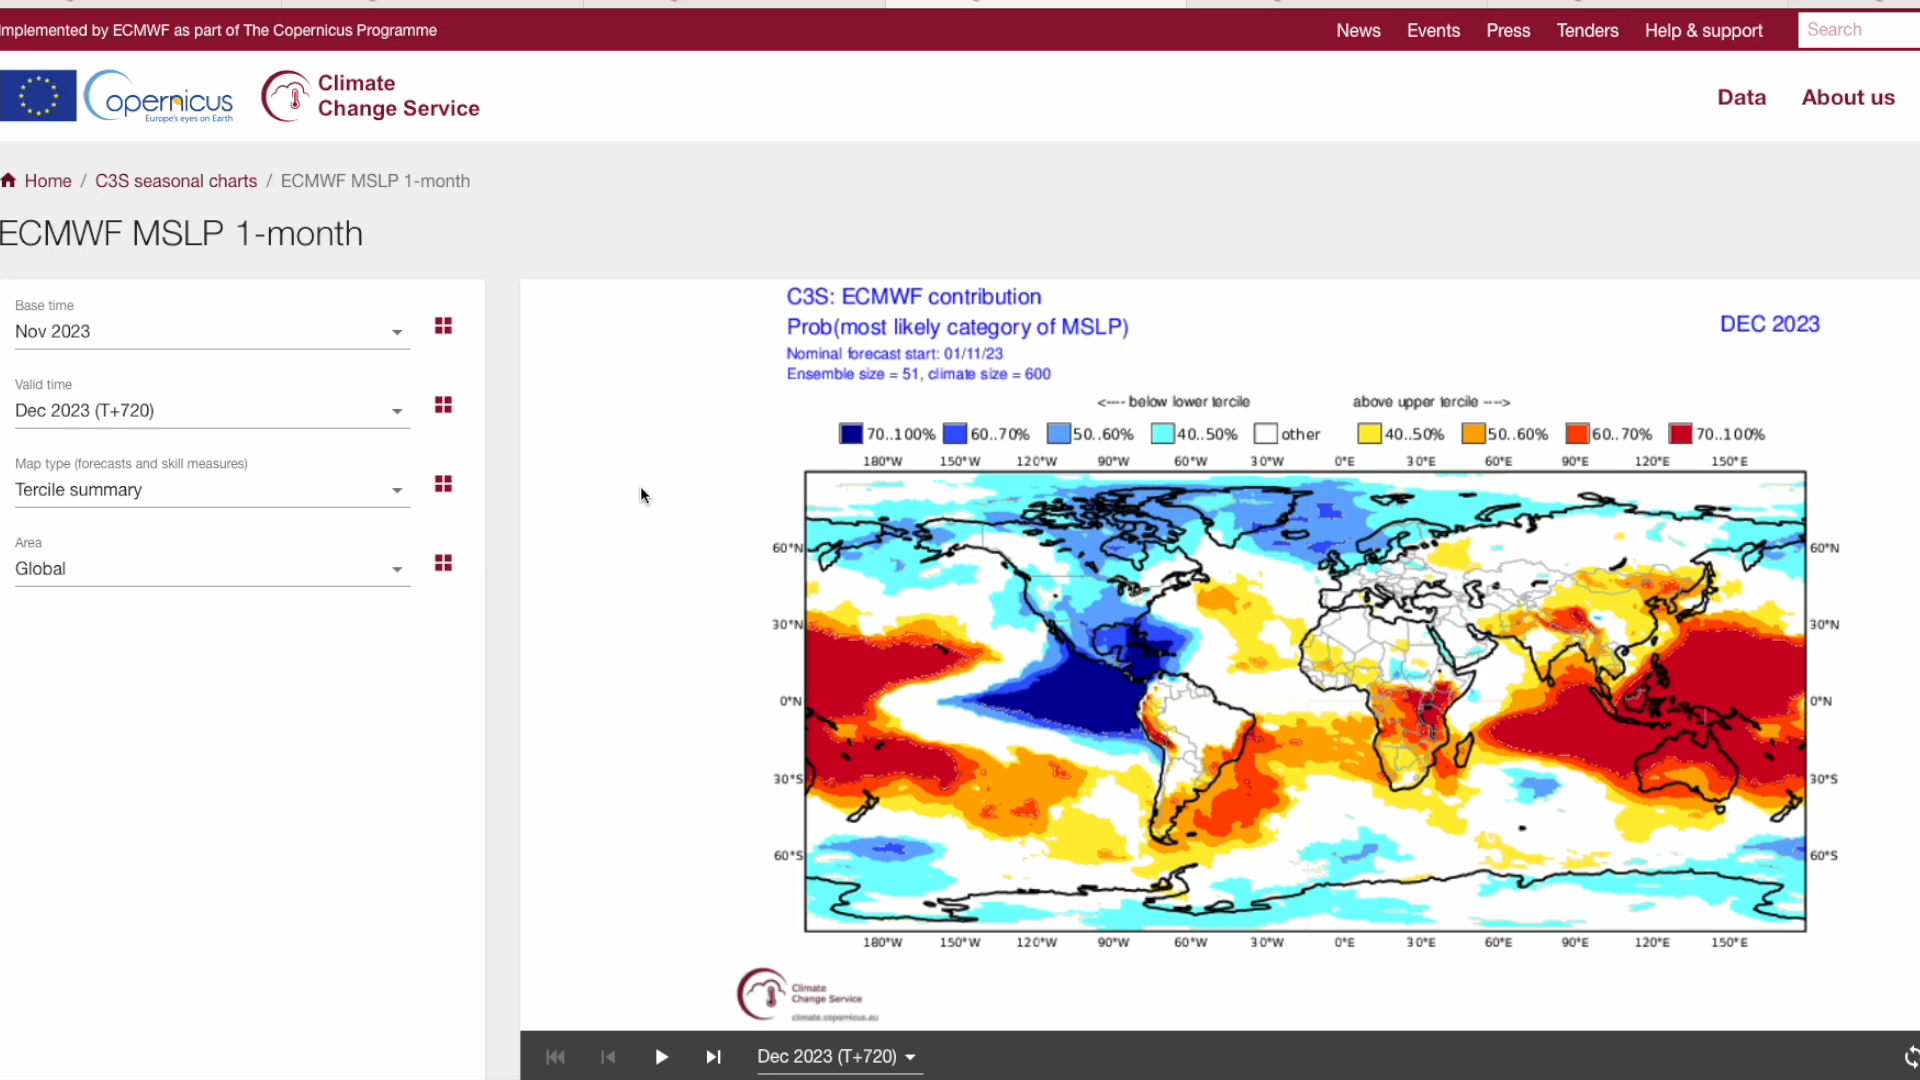 Implemented by ECMWF as part of The Copernicus Programme
News Events Press Tenders Help & support Search
opernicus
Europe's eyes on Earth
Climate
Change Service
Data About us
Home / C3S seasonal charts / ECMWF MSLP 1-month
ECMWF MSLP 1-month
Base time
Nov 2023
Valid time
Dec 2023 (T+720)
Map type (forecasts and skill measures)
Tercile summary
Area
Global
C3S: ECMWF contribution
Prob(most likely category of MSLP)
DEC 2023
Nominal forecast start: 01/11/23
Ensemble size = 51, climate size = 600
<---- below lower tercile above upper tercile ---->
70..100% 60..70% 50..60% 40..50% other 40..50% 50..60% 60..70% 70..100%
180°W 150°W 120°W 90°W 60°W 30°W 0°E 30°E 60°E 90°E 120°E 150°E
60°N 60°N
30°N 30°N
0°N 0°N
30°S 30°S
60°S 60°S
180°W 150°W 120°W 90°W 60°W 30°W 0°E 30°E 60°E 90°E 120°E 150°E
Climate
Change Service
climate.copernicus.eu
Dec 2023 (T+720)